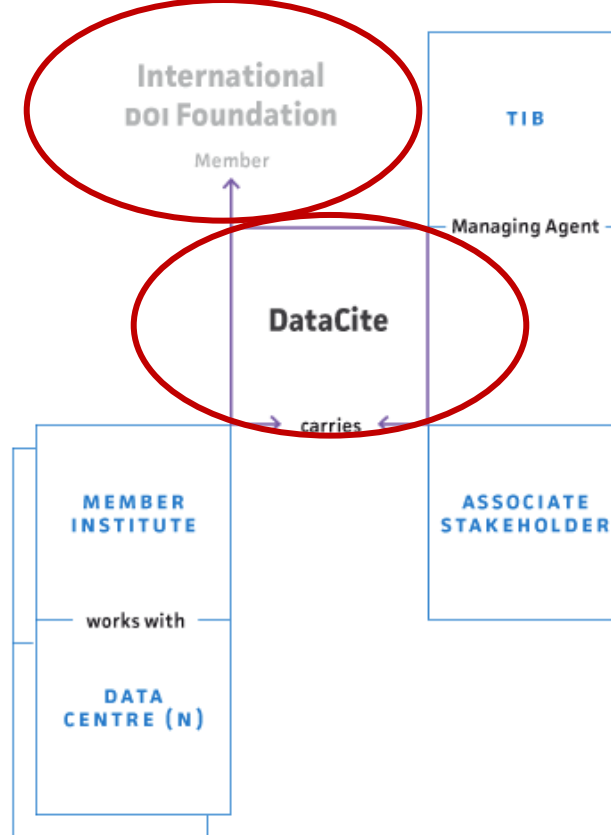 International
DOI Foundation
Member
TIB
Managing Agent
DataCite
carries
MEMBER
INSTITUTE
ASSOCIATE
STAKEHOLDER
works with
DATA
CENTRE (N)